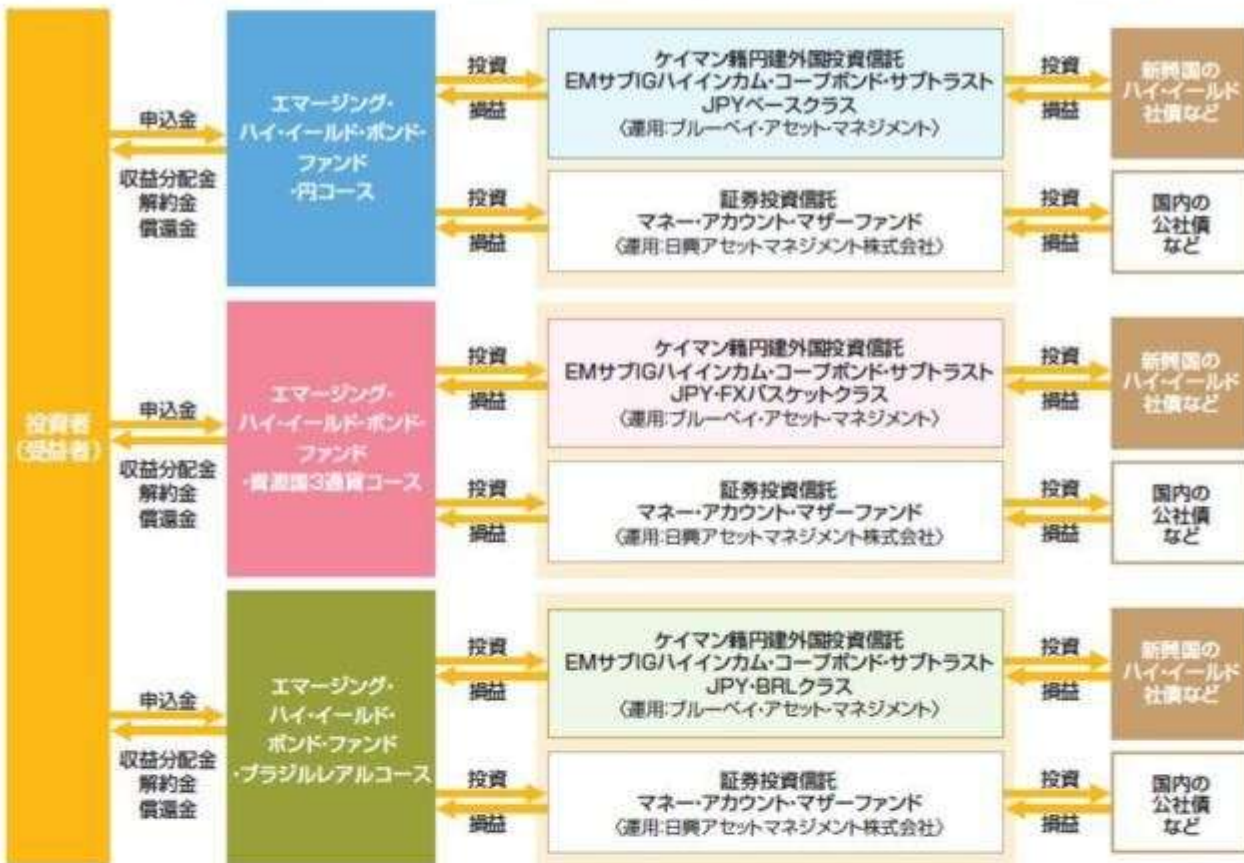 投資者
(受益者)
申込金
収益分配金
解約金
償還金
エマージング・
ハイ・イールド・ボンド・
ファンド
・円コース
投資
損益
ケイマン籍円建外国投資信託
EMサブIGハイインカム・コープボンド・サブトラスト
JPYベースクラス
〈運用:ブルーベイ・アセット・マネジメント〉
投資
損益
新興国の
ハイ・イールド
社債など
投資
損益
証券投資信託
マネー・アカウント・マザーファンド
〈運用:日興アセットマネジメント株式会社〉
投資
損益
国内の
公社債
など
申込金
収益分配金
解約金
償還金
エマージング・
ハイ・イールド・ボンド・
ファンド
・資源国3通貨コース
投資
損益
ケイマン籍円建外国投資信託
EMサブIGハイインカム・コープボンド・サブトラスト
JPY・FXバスケットクラス
〈運用:ブルーベイ・アセット・マネジメント〉
投資
損益
新興国の
ハイ・イールド
社債など
投資
損益
証券投資信託
マネー・アカウント・マザーファンド
〈運用:日興アセットマネジメント株式会社〉
投資
損益
国内の
公社債
など
申込金
収益分配金
解約金
償還金
エマージング・
ハイ・イールド・
ボンド・ファンド
・ブラジルレアルコース
投資
損益
ケイマン籍円建外国投資信託
EMサブIGハイインカム・コープボンド・サブトラスト
JPY・BRLクラス
〈運用:ブルーベイ・アセット・マネジメント〉
投資
損益
新興国の
ハイ・イールド
社債など
投資
損益
証券投資信託
マネー・アカウント・マザーファンド
〈運用:日興アセットマネジメント株式会社〉
投資
損益
国内の
公社債
など